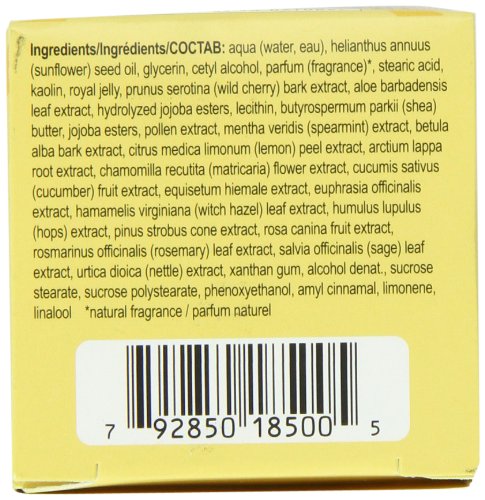 Ingredients/Ingrédients/COCTAB: aqua (water, eau), helianthus annuus
(sunflower) seed oil, glycerin, cetyl alcohol, parfum (fragrance)*, stearic acid,
kaolin, royal jelly, prunus serotina (wild cherry) bark extract, aloe barbadensis
leaf extract, hydrolyzed jojoba esters, lecithin, butyrospermum parkii (shea)
butter, jojoba esters, pollen extract, mentha veridis (spearmint) extract, betula
alba bark extract, citrus medica limonum (lemon) peel extract, arctium lappa
root extract, chamomilla recutita (matricaria) flower extract, cucumis sativus
(cucumber) fruit extract, equisetum hiemale extract, euphrasia officinalis
extract, hamamelis virginiana (witch hazel) leaf extract, humulus lupulus
(hops) extract, pinus strobus cone extract, rosa canina fruit extract,
rosmarinus officinalis (rosemary) leaf extract, salvia officinalis (sage) leaf
extract, urtica dioica (nettle) extract, xanthan gum, alcohol denat., sucrose
stearate, sucrose polystearate, phenoxyethanol, amyl cinnamal, limonene,
linalool *natural fragrance / parfum naturel
7 92850 18500 5